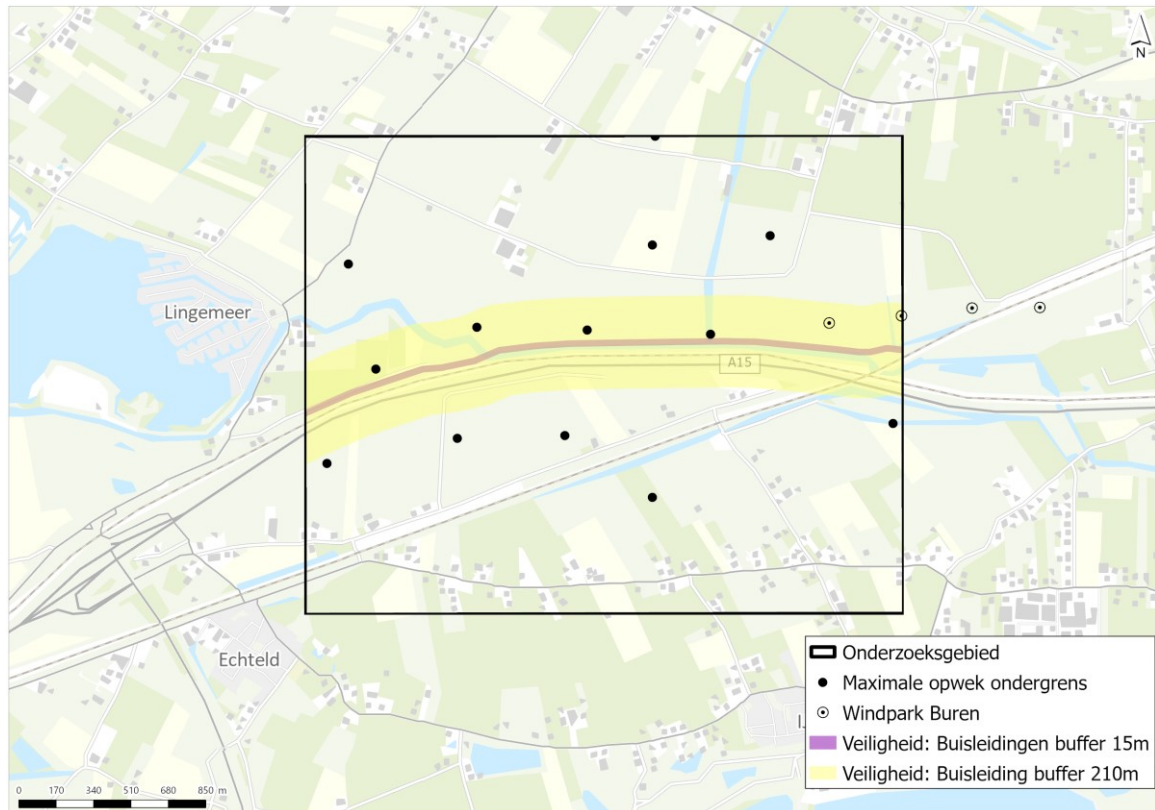 N
Lingemeer
A15
Echteld
Onderzoeksgebied
Maximale opwek ondergrens
Windpark Buren
Veiligheid: Buisleidingen buffer 15m
Veiligheid: Buisleiding buffer 210m
0 170 340 510 680 850 m